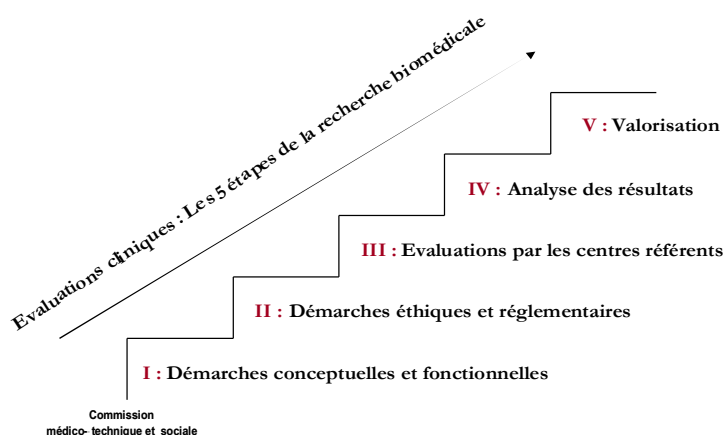 Evaluations cliniques : Les 5 étapes de la recherche biomédicale
V : Valorisation
IV : Analyse des résultats
III : Evaluations par les centres référents
II : Démarches éthiques et réglementaires
I : Démarches conceptuelles et fonctionnelles
Commission
médico- technique et sociale